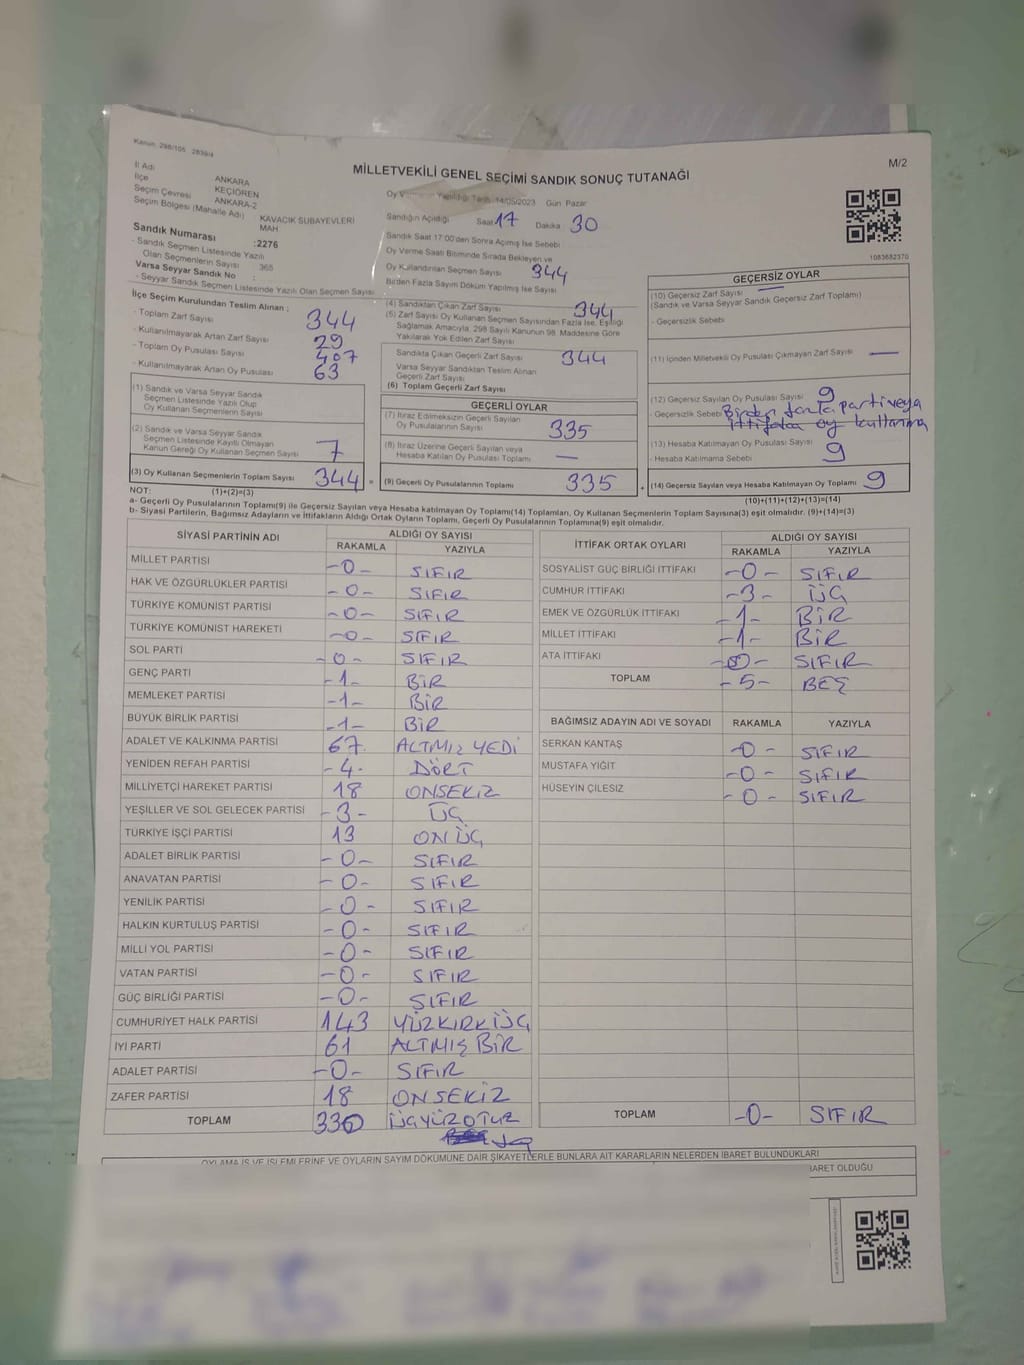 Kanun: 298/105 2839/4
M/2
MİLLETVEKİLİ GENEL SEÇİMİ SANDIK SONUÇ TUTANAĞI
İl Adı ANKARA
İlçe KEÇİÖREN
Seçim Çevresi ANKARA-2
Seçim Bölgesi (Mahalle Adı) KAVACIK SUBAYEVLERİ MAH
Sandık Numarası :2276
- Sandık Seçmen Listesinde Yazılı
Olan Seçmenlerin Sayısı 365
Varsa Seyyar Sandık No :
- Seyyar Sandık Seçmen Listesinde Yazılı Olan Seçmen Sayısı
Oy Yapıldığı Tarih 14/05/2023 Gün Pazar
Sandığın Açıldığı Saat 17 Dakika 30
Sandık Saat 17:00'den Sonra Açımış İse Sebebi
Oy Verme Saati Bitiminde Sırada Bekleyen ve
Oy Kullandırılan Seçmen Sayısı 344
Birden Fazla Sayım Döküm Yapılmış İse Sayısı
1083682370
İlçe Seçim Kurulundan Teslim Alınan :
- Toplam Zarf Sayısı 344
- Kullanılmayarak Artan Zarf Sayısı 29
- Toplam Oy Pusulası Sayısı 407
- Kullanılmayarak Artan Oy Pusulası 63
(1) Sandık ve Varsa Seyyar Sandık
Seçmen Listesinde Yazılı Olup
Oy Kullanan Seçmenlerin Sayısı
(2) Sandık ve Varsa Seyyar Sandık
Seçmen Listesinde Kayıtlı Olmayan
Kanun Gereği Oy Kullanan Seçmen Sayısı 7
(3) Oy Kullanan Seçmenlerin Toplam Sayısı 344
(4) Sandıktan Çıkan Zarf Sayısı 344
(5) Zarf Sayısı Oy Kullanan Seçmen Sayısından Fazla İse, Eşitliği
Sağlamak Amacıyla, 298 Sayılı Kanunun 98. Maddesine Göre
Yakılarak Yok Edilen Zarf Sayısı
Sandıkta Çıkan Geçerli Zarf Sayısı 344
Varsa Seyyar Sandıktan Teslim Alınan
Geçerli Zarf Sayısı
(6) Toplam Geçerli Zarf Sayısı
GEÇERLİ OYLAR
(7) İtiraz Edilmeksizin Geçerli Sayılan
Oy Pusulalarının Sayısı 335
(8) İtiraz Üzerine Geçerli Sayılan veya
Hesaba Katılan Oy Pusulası Toplamı —
(9) Geçerli Oy Pusulalarının Toplamı 335
GEÇERSİZ OYLAR
(10) Geçersiz Zarf Sayısı —
(Sandık ve Varsa Seyyar Sandık Geçersiz Zarf Toplamı)
- Geçersizlik Sebebi
(11) İçinden Milletvekili Oy Pusulası Çıkmayan Zarf Sayısı —
(12) Geçersiz Sayılan Oy Pusulası Sayısı 9
- Geçersizlik Sebebi Birden fazla parti veya
ittifaka oy kullanma
(13) Hesaba Katılmayan Oy Pusulası Sayısı 9
- Hesaba Katılmama Sebebi
(14) Geçersiz Sayılan veya Hesaba Katılmayan Oy Toplamı 9
NOT: (1)+(2)=(3) (10)+(11)+(12)+(13)=(14)
a- Geçerli Oy Pusulalarının Toplamı(9) ile Geçersiz Sayılan veya Hesaba katılmayan Oy Toplamı(14) Toplamları, Oy Kullanan Seçmenlerin Toplam Sayısına(3) eşit olmalıdır. (9)+(14)=(3)
b- Siyasi Partilerin, Bağımsız Adayların ve İttifakların Aldığı Ortak Oyların Toplamı, Geçerli Oy Pusulalarının Toplamına(9) eşit olmalıdır.
SİYASİ PARTİNİN ADI ALDIĞI OY SAYISI
RAKAMLA YAZIYLA
MİLLET PARTİSİ -0- SIFIR
HAK VE ÖZGÜRLÜKLER PARTİSİ -0- SIFIR
TÜRKİYE KOMÜNİST PARTİSİ -0- SIFIR
TÜRKİYE KOMÜNİST HAREKETİ -0- SIFIR
SOL PARTİ -0- SIFIR
GENÇ PARTİ -1- BİR
MEMLEKET PARTİSİ -1- BİR
BÜYÜK BİRLİK PARTİSİ -1- BİR
ADALET VE KALKINMA PARTİSİ 67 ALTMIŞ YEDİ
YENİDEN REFAH PARTİSİ -4- DÖRT
MİLLİYETÇİ HAREKET PARTİSİ 18 ONSEKİZ
YEŞİLLER VE SOL GELECEK PARTİSİ -3- ÜÇ
TÜRKİYE İŞÇİ PARTİSİ 13 ON ÜÇ
ADALET BİRLİK PARTİSİ -0- SIFIR
ANAVATAN PARTİSİ -0- SIFIR
YENİLİK PARTİSİ -0- SIFIR
HALKIN KURTULUŞ PARTİSİ -0- SIFIR
MİLLİ YOL PARTİSİ -0- SIFIR
VATAN PARTİSİ -0- SIFIR
GÜÇ BİRLİĞİ PARTİSİ -0- SIFIR
CUMHURİYET HALK PARTİSİ 143 YÜZKIRKÜÇ
İYİ PARTİ 61 ALTMIŞ BİR
ADALET PARTİSİ -0- SIFIR
ZAFER PARTİSİ 18 ONSEKİZ
TOPLAM 330 ÜÇYÜZOTUZ
İTTİFAK ORTAK OYLARI ALDIĞI OY SAYISI
RAKAMLA YAZIYLA
SOSYALİST GÜÇ BİRLİĞİ İTTİFAKI -0- SIFIR
CUMHUR İTTİFAKI -3- ÜÇ
EMEK VE ÖZGÜRLÜK İTTİFAKI -1- BİR
MİLLET İTTİFAKI -1- BİR
ATA İTTİFAKI -0- SIFIR
TOPLAM -5- BEŞ
BAĞIMSIZ ADAYIN ADI VE SOYADI RAKAMLA YAZIYLA
SERKAN KANTAŞ -0- SIFIR
MUSTAFA YİĞİT -0- SIFIR
HÜSEYİN ÇİLESİZ -0- SIFIR
TOPLAM -0- SIFIR
OYLAMA İŞ VE İŞLEMLERİNE VE OYLARIN SAYIM DÖKÜMÜNE DAİR ŞİKAYETLERLE BUNLARA AİT KARARLARIN NELERDEN İBARET BULUNDUKLARI
İBARET OLDUĞU